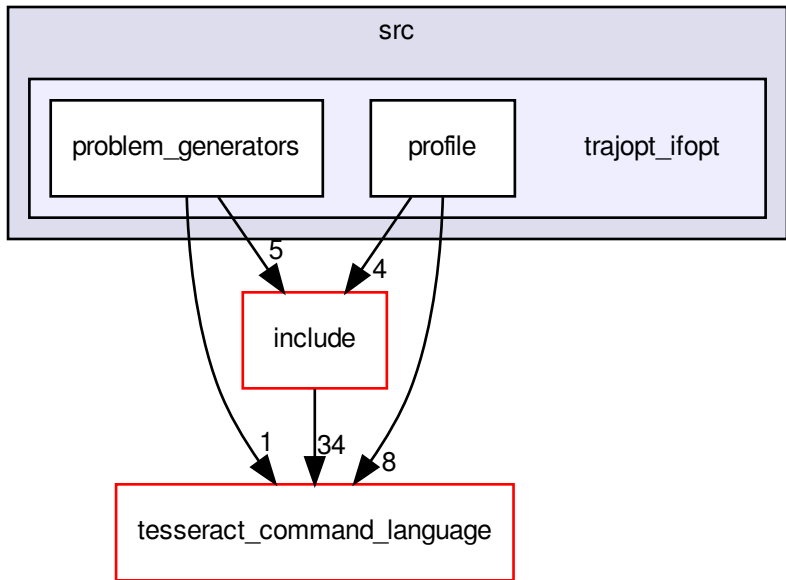 src
problem_generators
profile
trajopt_ifopt
5
4
include
1
34
8
tesseract_command_language